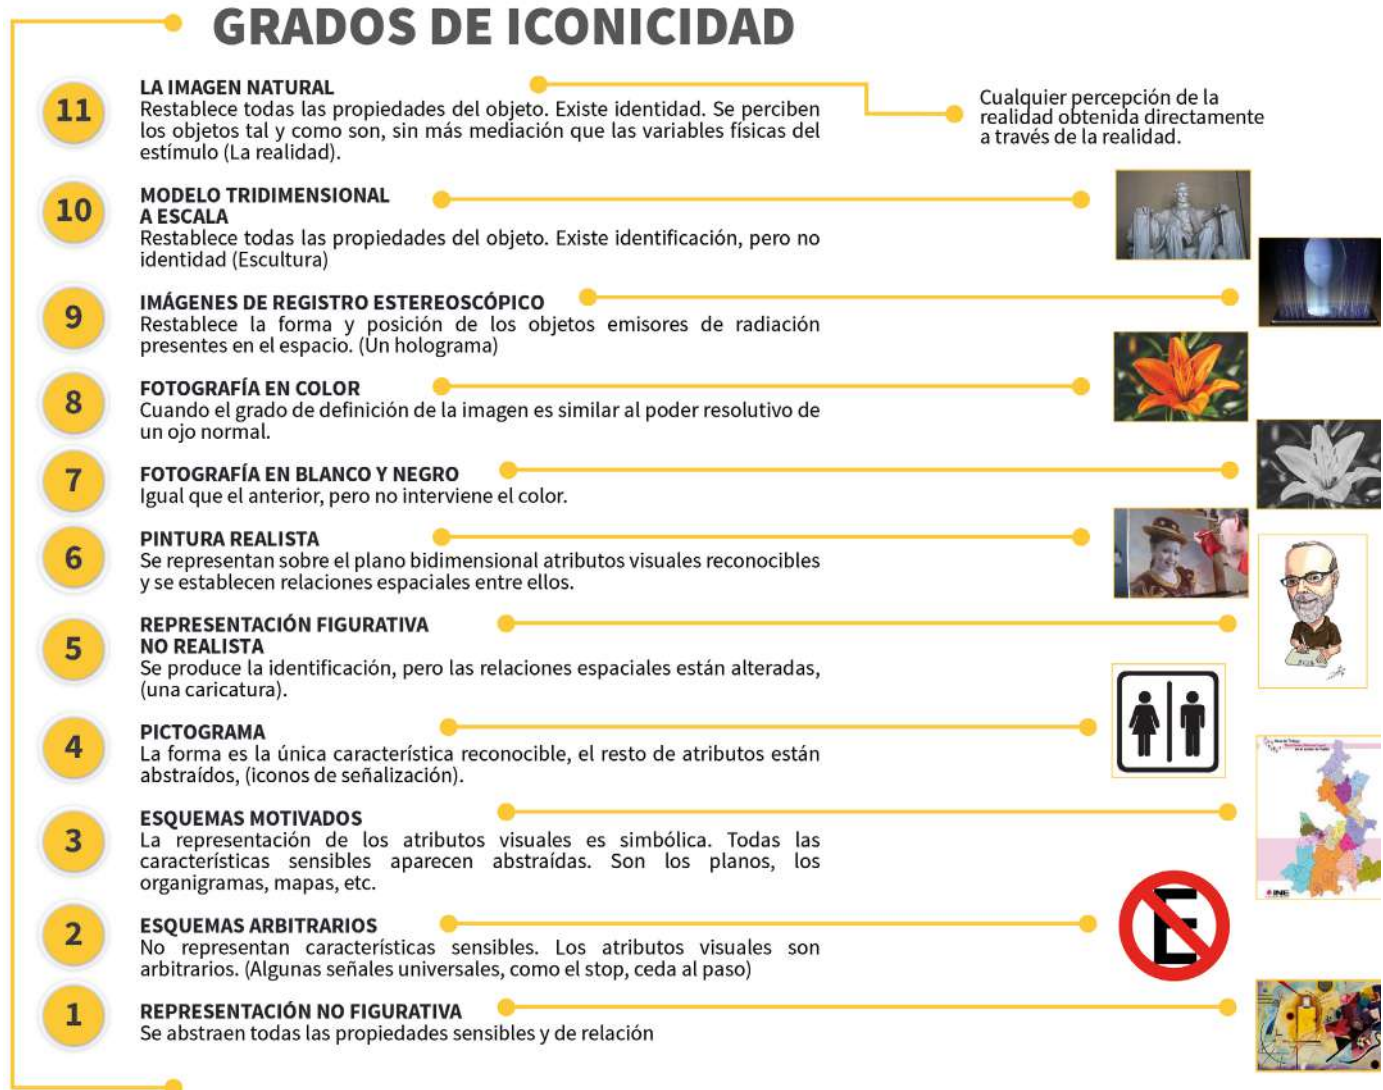 GRADOS DE ICONICIDAD
11
LA IMAGEN NATURAL
Restablece todas las propiedades del objeto. Existe identidad. Se perciben
los objetos tal y como son, sin más mediación que las variables físicas del
estímulo (La realidad).
Cualquier percepción de la
realidad obtenida directamente
a través de la realidad.
10
MODELO TRIDIMENSIONAL
A ESCALA
Restablece todas las propiedades del objeto. Existe identificación, pero no
identidad (Escultura)
9
IMÁGENES DE REGISTRO ESTEREOSCÓPICO
Restablece la forma y posición de los objetos emisores de radiación
presentes en el espacio. (Un holograma)
8
FOTOGRAFÍA EN COLOR
Cuando el grado de definición de la imagen es similar al poder resolutivo de
un ojo normal.
7
FOTOGRAFÍA EN BLANCO Y NEGRO
Igual que el anterior, pero no interviene el color.
6
PINTURA REALISTA
Se representan sobre el plano bidimensional atributos visuales reconocibles
y se establecen relaciones espaciales entre ellos.
5
REPRESENTACIÓN FIGURATIVA
NO REALISTA
Se produce la identificación, pero las relaciones espaciales están alteradas,
(una caricatura).
4
PICTOGRAMA
La forma es la única característica reconocible, el resto de atributos están
abstraídos, (iconos de señalización).
3
ESQUEMAS MOTIVADOS
La representación de los atributos visuales es simbólica. Todas las
características sensibles aparecen abstraídas. Son los planos, los
organigramas, mapas, etc.
INE
2
ESQUEMAS ARBITRARIOS
No representan características sensibles. Los atributos visuales son
arbitrarios. (Algunas señales universales, como el stop, ceda al paso)
E
1
REPRESENTACIÓN NO FIGURATIVA
Se abstraen todas las propiedades sensibles y de relación